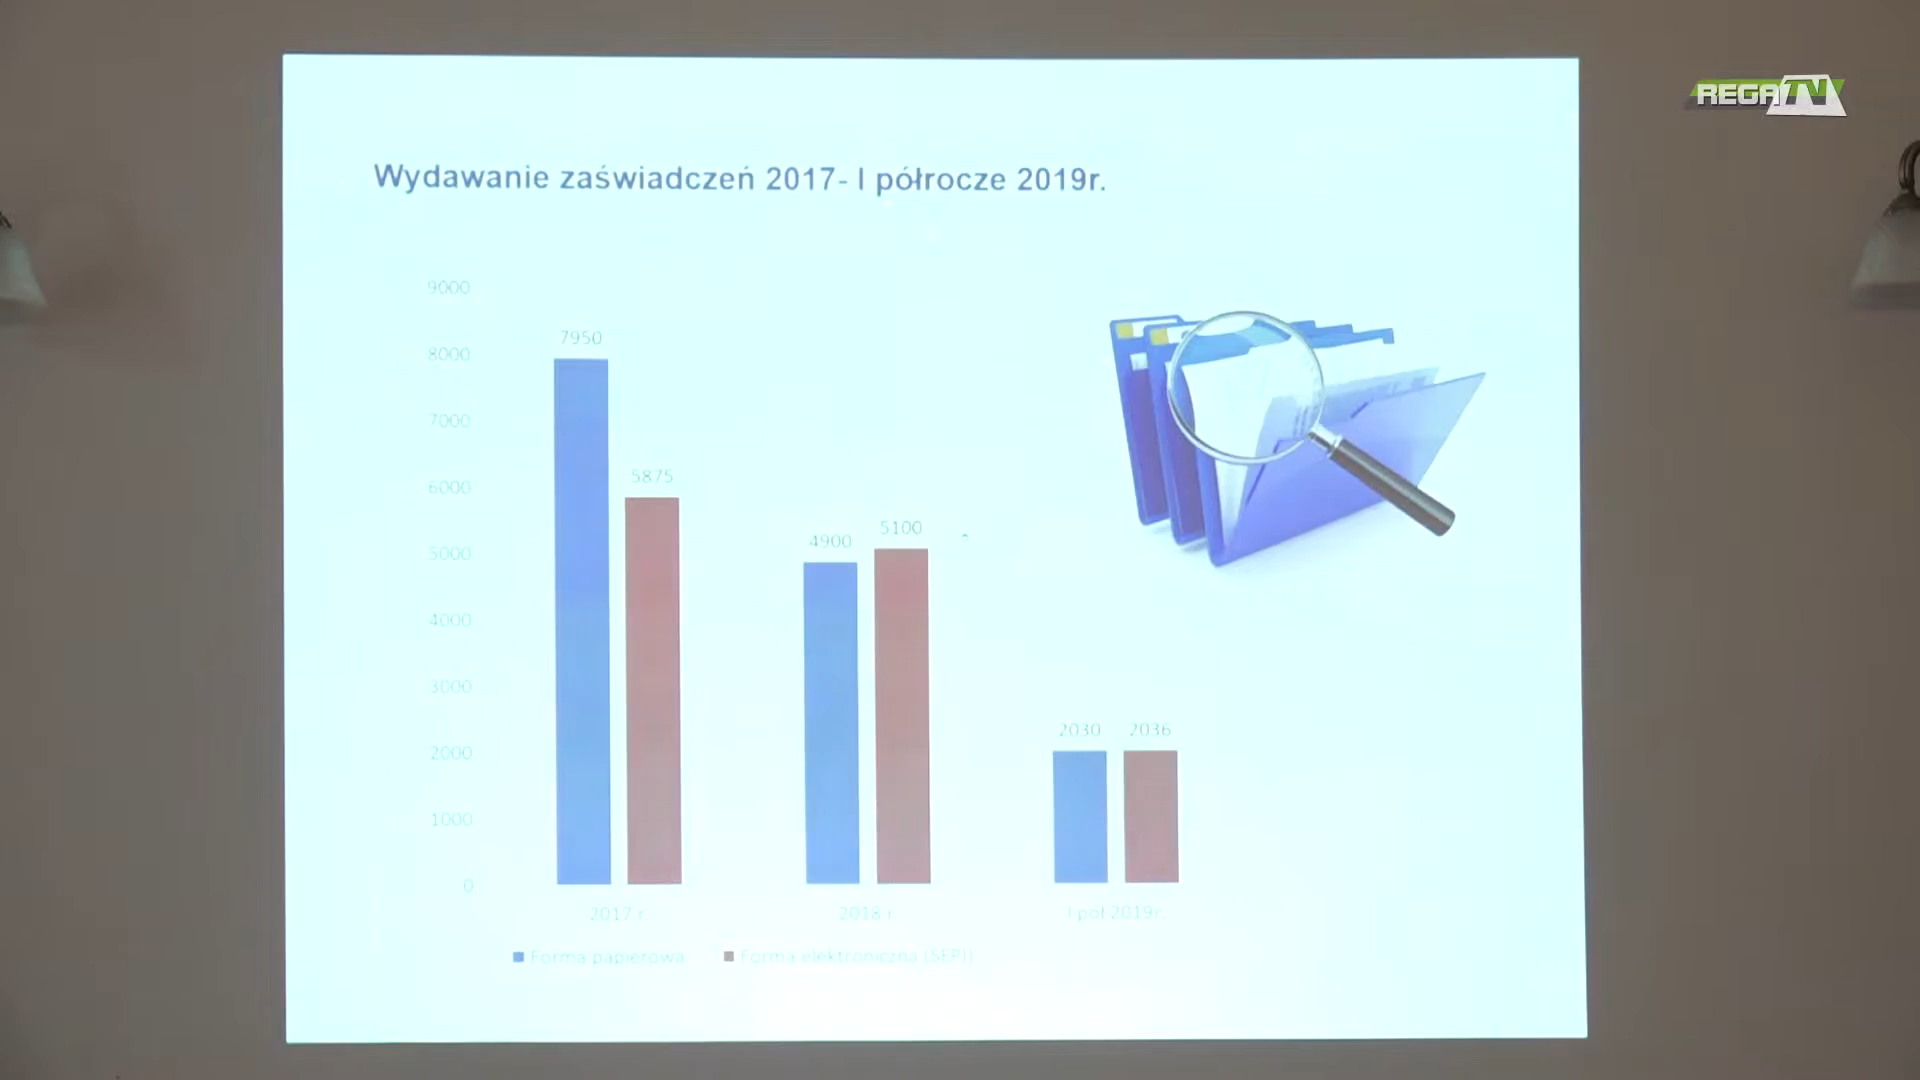 REGA TV
Wydawanie zaświadczeń 2017- I półrocze 2019r.
9000
8000
7000
6000
5000
4000
3000
2000
1000
0
7950
5875
4900
5100
2030
2036
2017 r.
2018 r.
I pół 2019r.
Forma papierowa
Forma elektroniczna (SEPI)